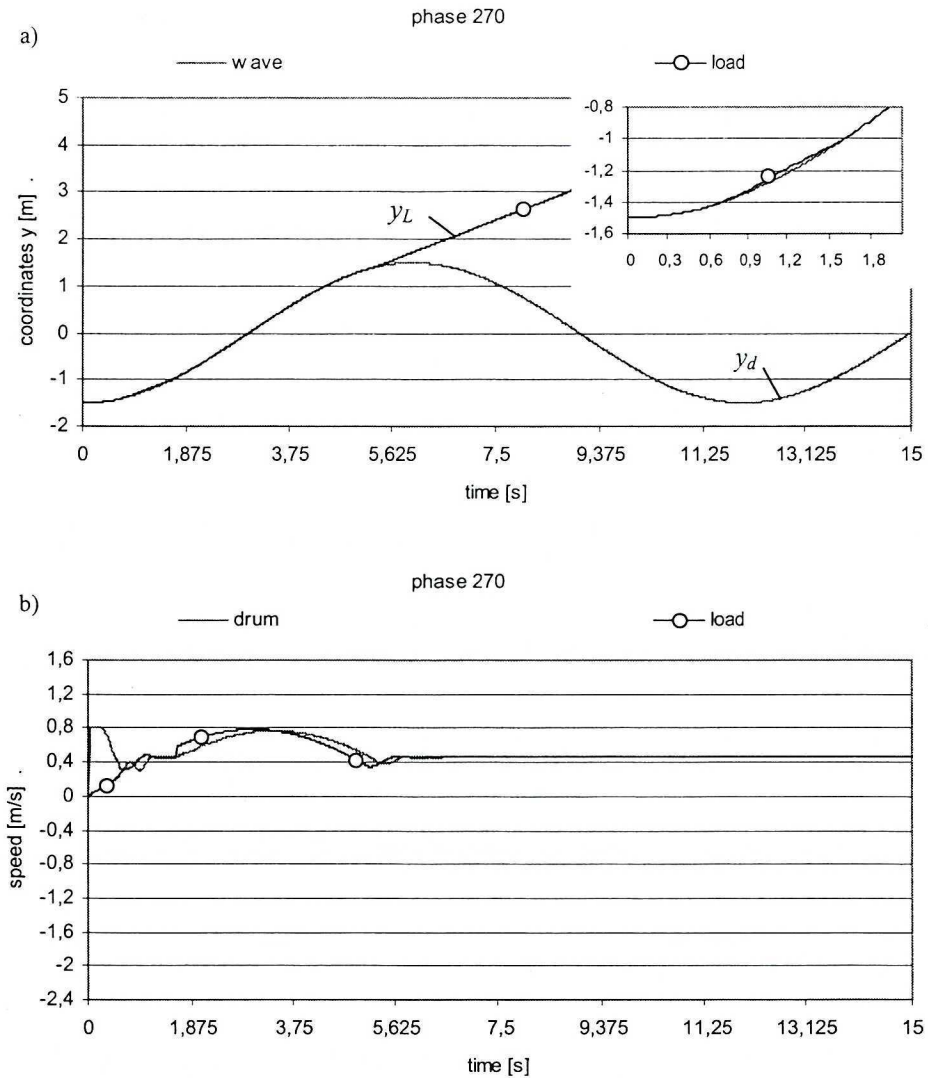 phase 270
a)
wave
load
5
4
3
2
1
0
-1
-2
coordinates y [m]
y_L
y_d
-0,8
-1
-1,2
-1,4
-1,6
0 0,3 0,6 0,9 1,2 1,5 1,8
0 1,875 3,75 5,625 7,5 9,375 11,25 13,125 15
time [s]
phase 270
b)
drum
load
1,6
1,2
0,8
0,4
0
-0,4
-0,8
-1,2
-1,6
-2
-2,4
speed [m/s]
0 1,875 3,75 5,625 7,5 9,375 11,25 13,125 15
time [s]